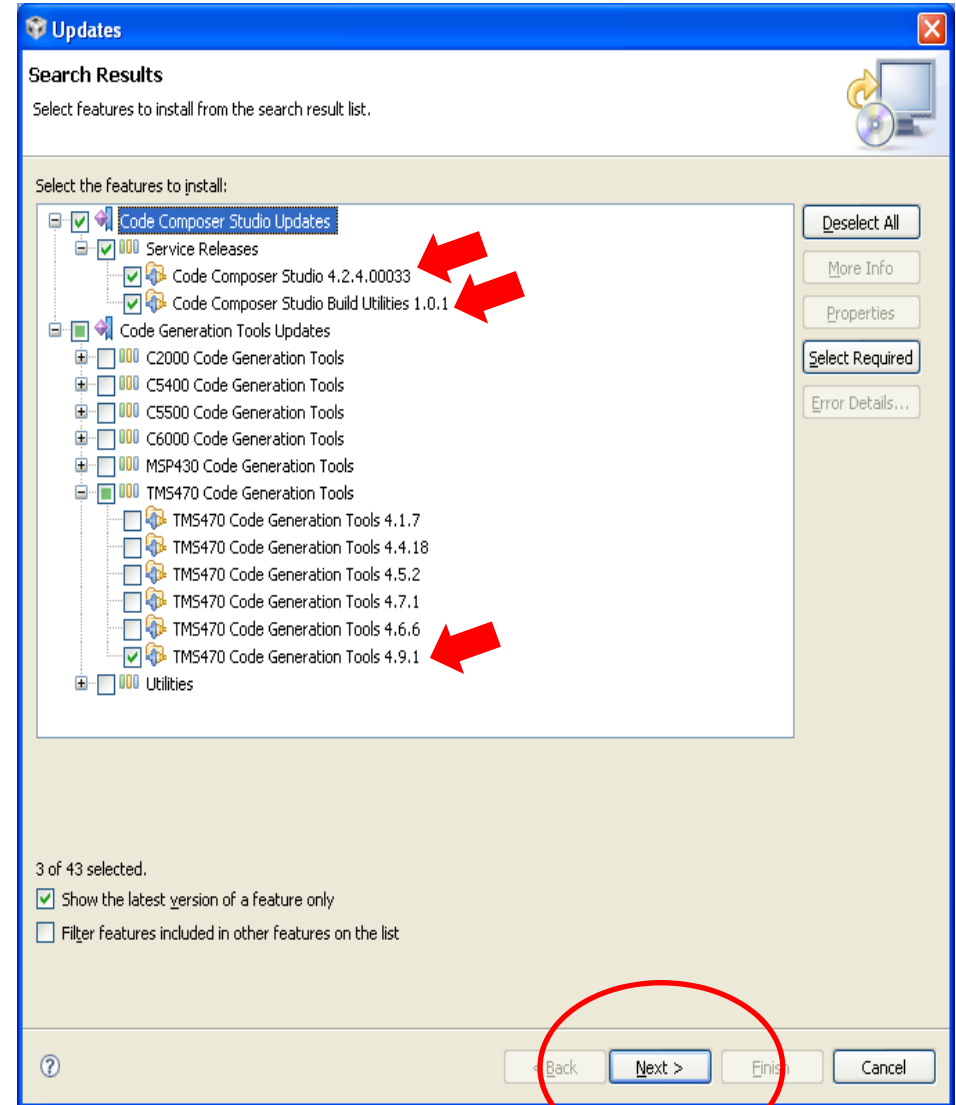 Updates
Search Results
Select features to install from the search result list.
Select the features to install:
Code Composer Studio Updates
Service Releases
Code Composer Studio 4.2.4.00033
Code Composer Studio Build Utilities 1.0.1
Code Generation Tools Updates
C2000 Code Generation Tools
C5400 Code Generation Tools
C5500 Code Generation Tools
C6000 Code Generation Tools
MSP430 Code Generation Tools
TMS470 Code Generation Tools
TMS470 Code Generation Tools 4.1.7
TMS470 Code Generation Tools 4.4.18
TMS470 Code Generation Tools 4.5.2
TMS470 Code Generation Tools 4.7.1
TMS470 Code Generation Tools 4.6.6
TMS470 Code Generation Tools 4.9.1
Utilities
Deselect All
More Info
Properties
Select Required
Error Details...
3 of 43 selected.
Show the latest version of a feature only
Filter features included in other features on the list
< Back
Next >
Finish
Cancel